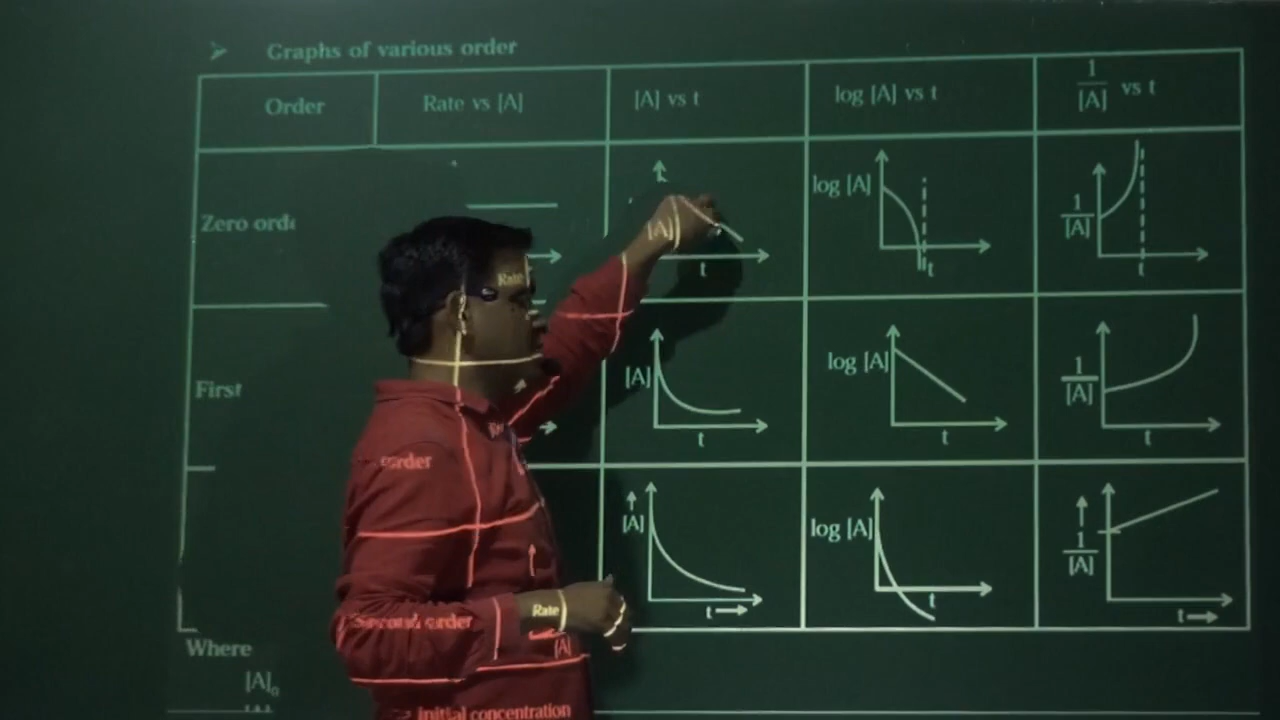 Graphs of various order
Order
Rate vs [A]
[A] vs t
log [A] vs t
1
[A]
vs t
Zero orde
Rate
[A]
t
log [A]
t
1
[A]
t
First
order
[A]
t
log [A]
t
1
[A]
t
Second order
Rate
[A]
[A]
t
log [A]
t
1
[A]
t
Where
[A]0
initial concentration